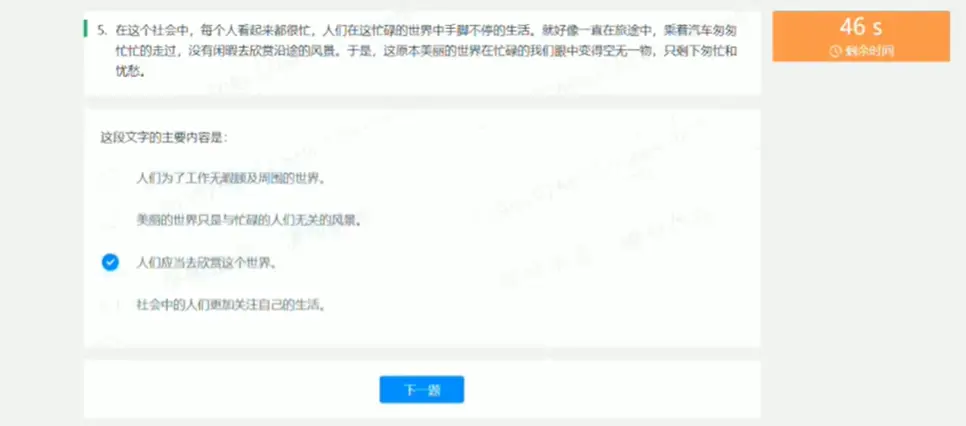 5. 在这个社会中，每个人看起来都很忙，人们在这忙碌的世界中手脚不停的生活。就好像一直在旅途中，乘着汽车匆匆
忙忙的走过，没有闲暇去欣赏沿途的风景。于是，这原本美丽的世界在忙碌的我们眼中变得空无一物，只剩下匆忙和
忧愁。
46 s
剩余时间
这段文字的主要内容是：
人们为了工作无暇顾及周围的世界。
美丽的世界只是与忙碌的人们无关的风景。
人们应当去欣赏这个世界。
社会中的人们更加关注自己的生活。
下一题